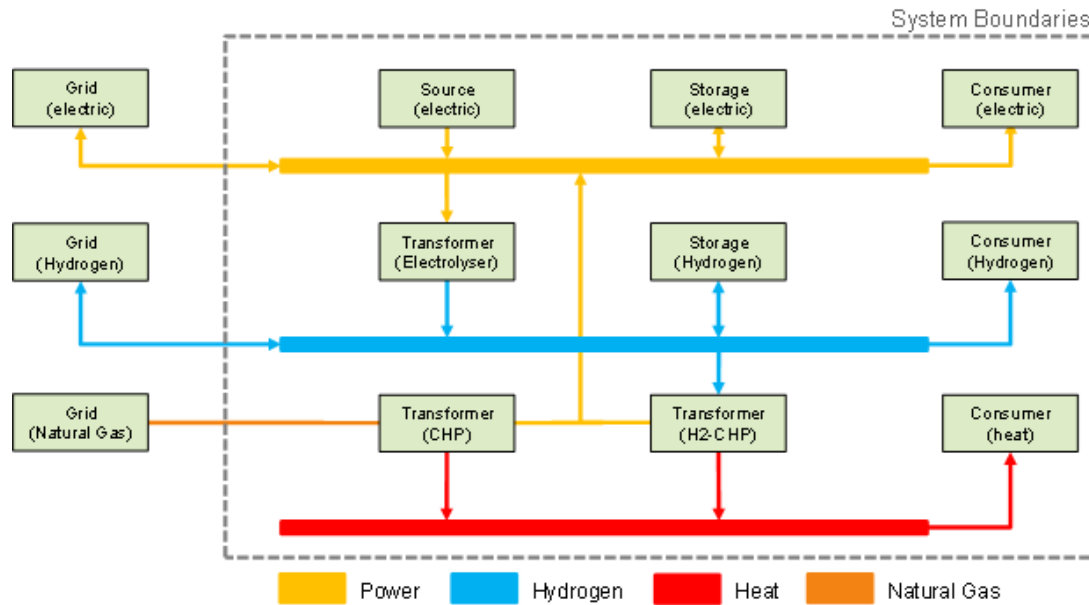 System Boundaries
Grid
(electric)
Source
(electric)
Storage
(electric)
Consumer
(electric)
Grid
(Hydrogen)
Transformer
(Electrolyser)
Storage
(Hydrogen)
Consumer
(Hydrogen)
Grid
(Natural Gas)
Transformer
(CHP)
Transformer
(H2-CHP)
Consumer
(heat)
Power
Hydrogen
Heat
Natural Gas